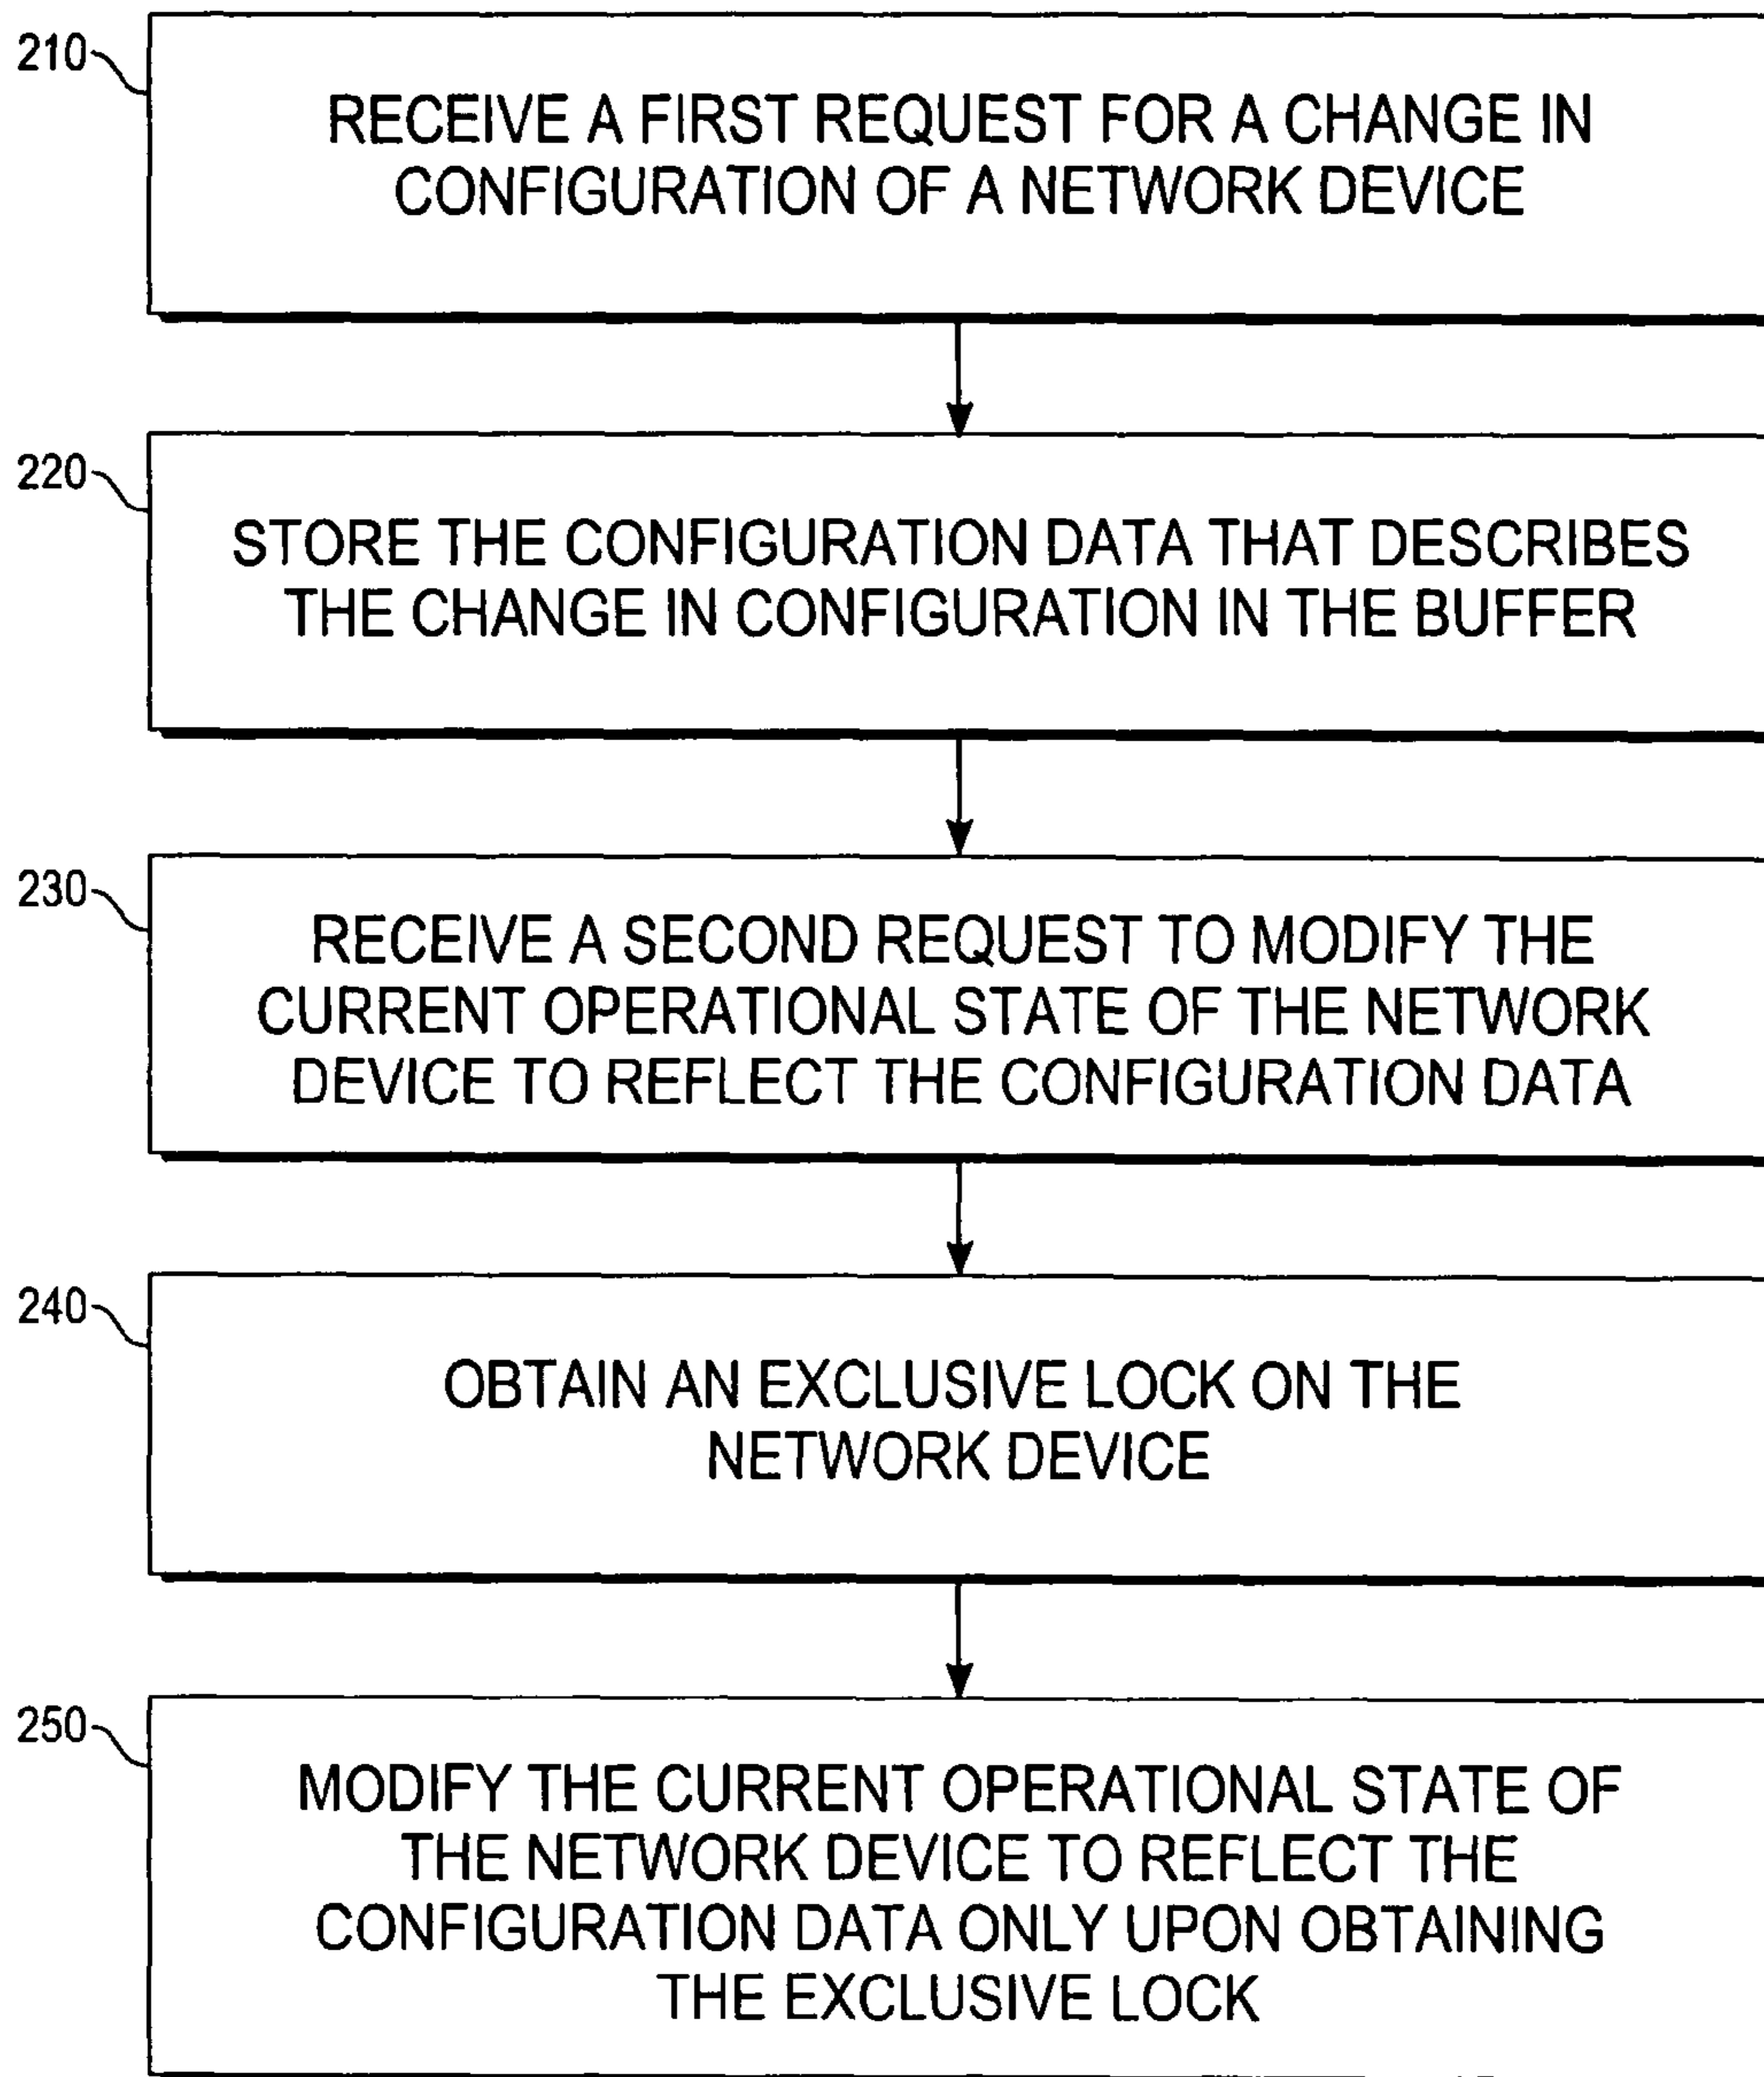 210
RECEIVE A FIRST REQUEST FOR A CHANGE IN
CONFIGURATION OF A NETWORK DEVICE
220
STORE THE CONFIGURATION DATA THAT DESCRIBES
THE CHANGE IN CONFIGURATION IN THE BUFFER
230
RECEIVE A SECOND REQUEST TO MODIFY THE
CURRENT OPERATIONAL STATE OF THE NETWORK
DEVICE TO REFLECT THE CONFIGURATION DATA
240
OBTAIN AN EXCLUSIVE LOCK ON THE
NETWORK DEVICE
250
MODIFY THE CURRENT OPERATIONAL STATE OF
THE NETWORK DEVICE TO REFLECT THE
CONFIGURATION DATA ONLY UPON OBTAINING
THE EXCLUSIVE LOCK